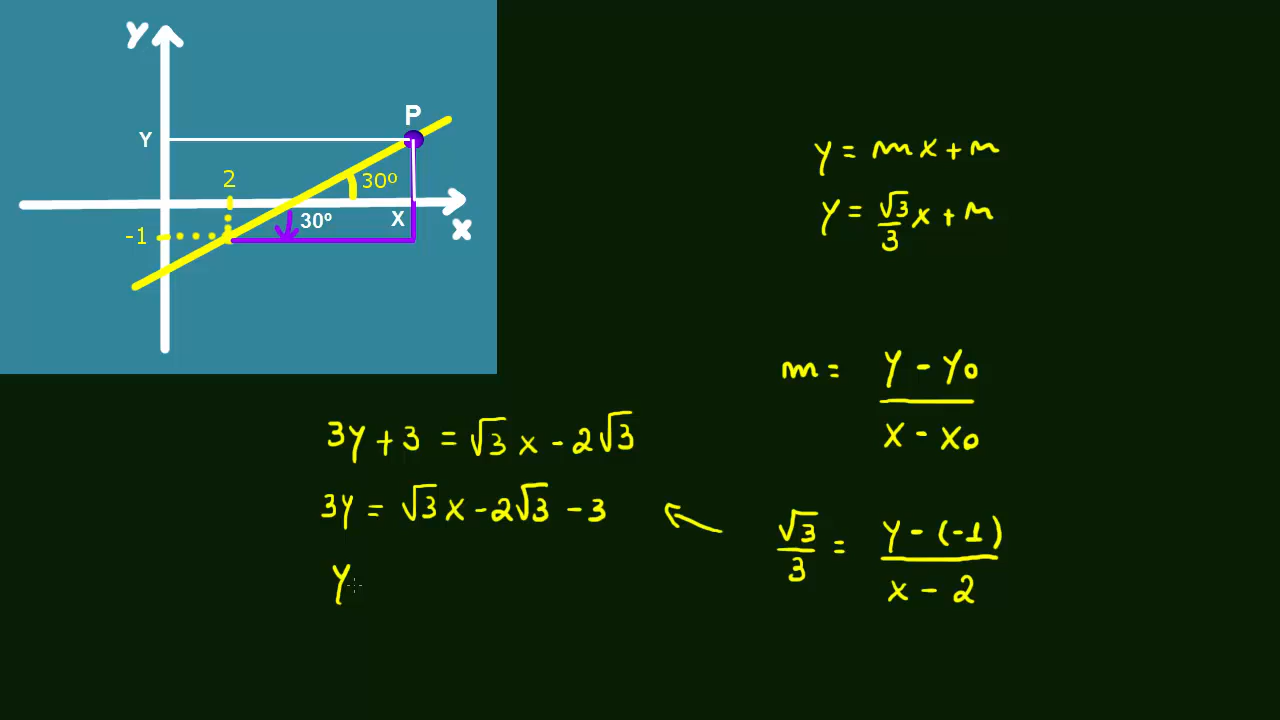 Y
P
Y
2
30º
30º
X
X
-1
y = mx + n
y = √3/3 x + n
m = y - y0 / x - x0
3y + 3 = √3 x - 2√3
3y = √3 x - 2√3 - 3
√3/3 = y - (-1) / x - 2
y